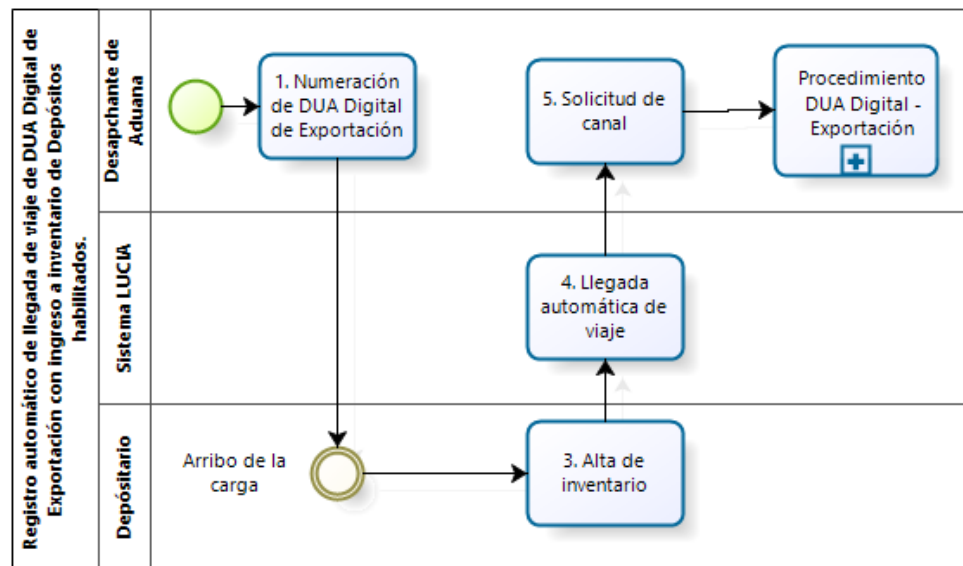 Registro automático de llegada de viaje de DUA Digital de
Exportación con ingreso a inventario de Depósitos
habilitados.
Desapchante de
Aduana
1. Numeración
de DUA Digital
de Exportación
5. Solicitud de
canal
Procedimiento
DUA Digital -
Exportación
Sistema LUCIA
4. Llegada
automática de
viaje
Depósitario
Arribo de la
carga
3. Alta de
inventario